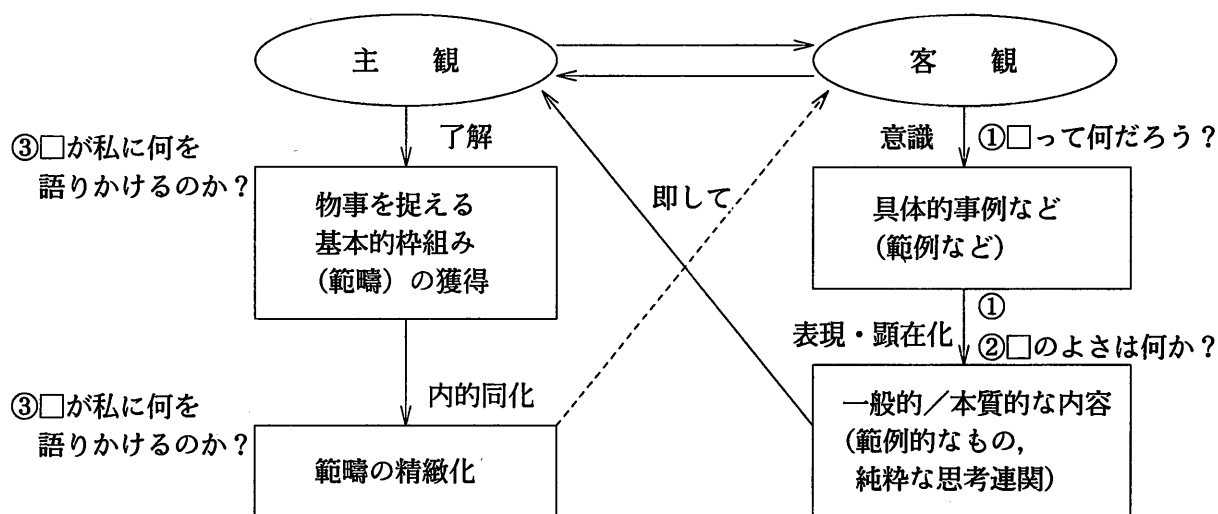 主　観
客　観
③□が私に何を
語りかけるのか？
了解
意識
①□って何だろう？
物事を捉える
基本的枠組み
（範疇）の獲得
即して
具体的事例など
（範例など）
①
表現・顕在化
②□のよさは何か？
③□が私に何を
語りかけるのか？
内的同化
範疇の精緻化
一般的／本質的な内容
（範例的なもの，
純粋な思考連関）